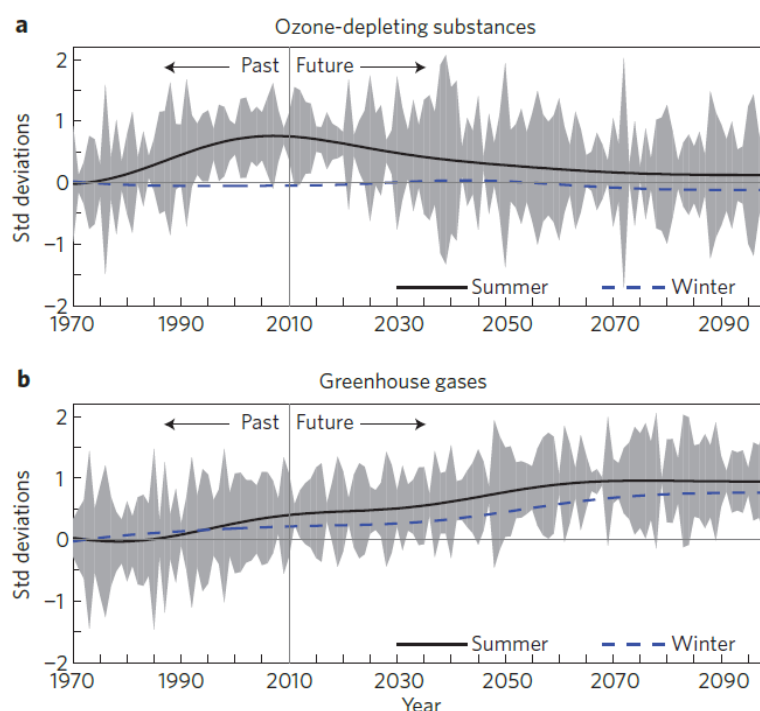 a Ozone-depleting substances
2
Past Future
1
0
−1
Summer Winter
−2
1970 1990 2010 2030 2050 2070 2090
Std deviations
b Greenhouse gases
2
Past Future
1
0
−1
Summer Winter
−2
1970 1990 2010 2030 2050 2070 2090
Std deviations
Year